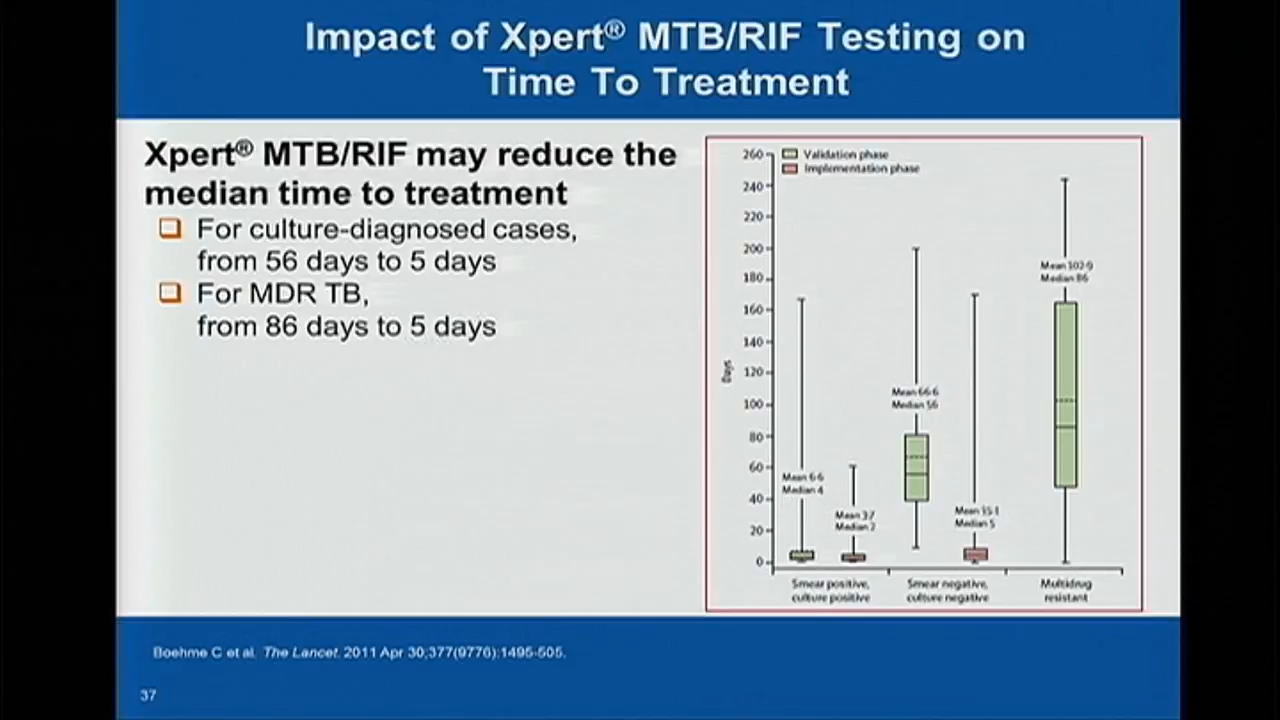 Impact of Xpert® MTB/RIF Testing on
Time To Treatment
Xpert® MTB/RIF may reduce the
median time to treatment
For culture-diagnosed cases,
from 56 days to 5 days
For MDR TB,
from 86 days to 5 days
Validation phase
Implementation phase
260
240
220
200
180
160
140
120
100
80
60
40
20
0
Days
Mean 6·6
Median 4
Mean 3·7
Median 2
Mean 66·6
Median 56
Mean
Median 5
Mean 102·9
Median 86
Smear positive,
culture positive
Smear negative,
culture negative
Multidrug
resistant
Boehme C et al. The Lancet. 2011 Apr 30;377(9776):1495-505.
37